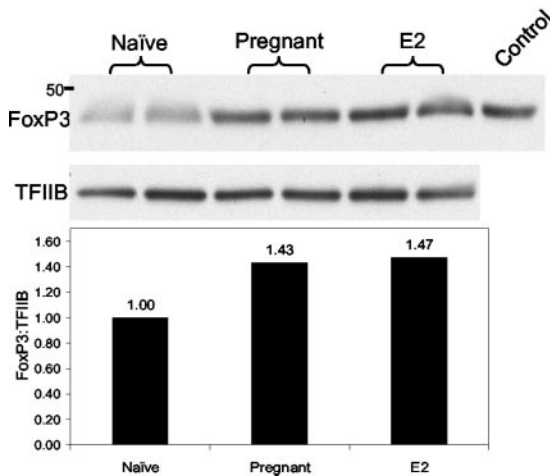 Naïve Pregnant E2 Control
50
FoxP3
TFIIB
FoxP3:TFIIB
1.60
1.40
1.20
1.00
0.80
0.60
0.40
0.20
0.00
1.00
1.43
1.47
Naïve Pregnant E2